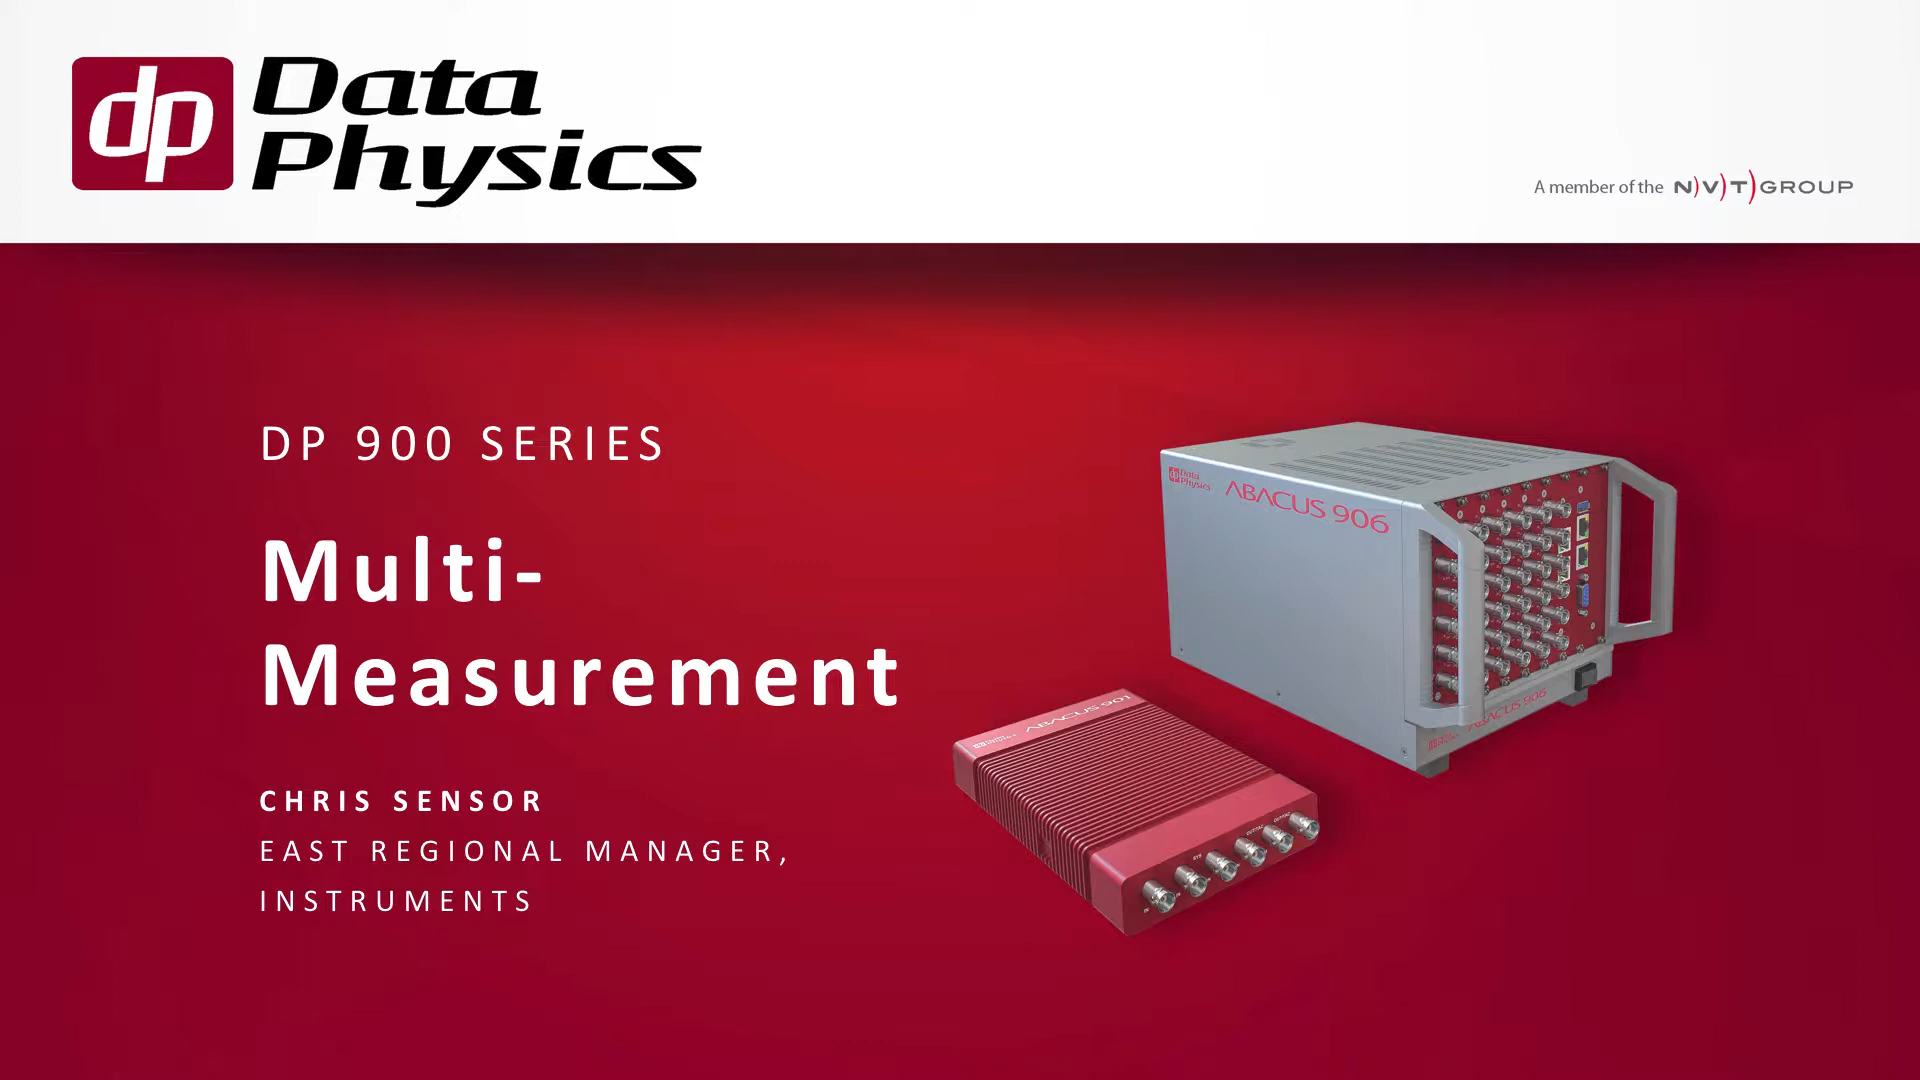 dp Data
Physics
A member of the N)V)T)GROUP
DP 900 SERIES
Multi-
Measurement
CHRIS SENSOR
EAST REGIONAL MANAGER,
INSTRUMENTS
dp Data
Physics
ABACUS 906
ABACUS 906
ABACUS 901